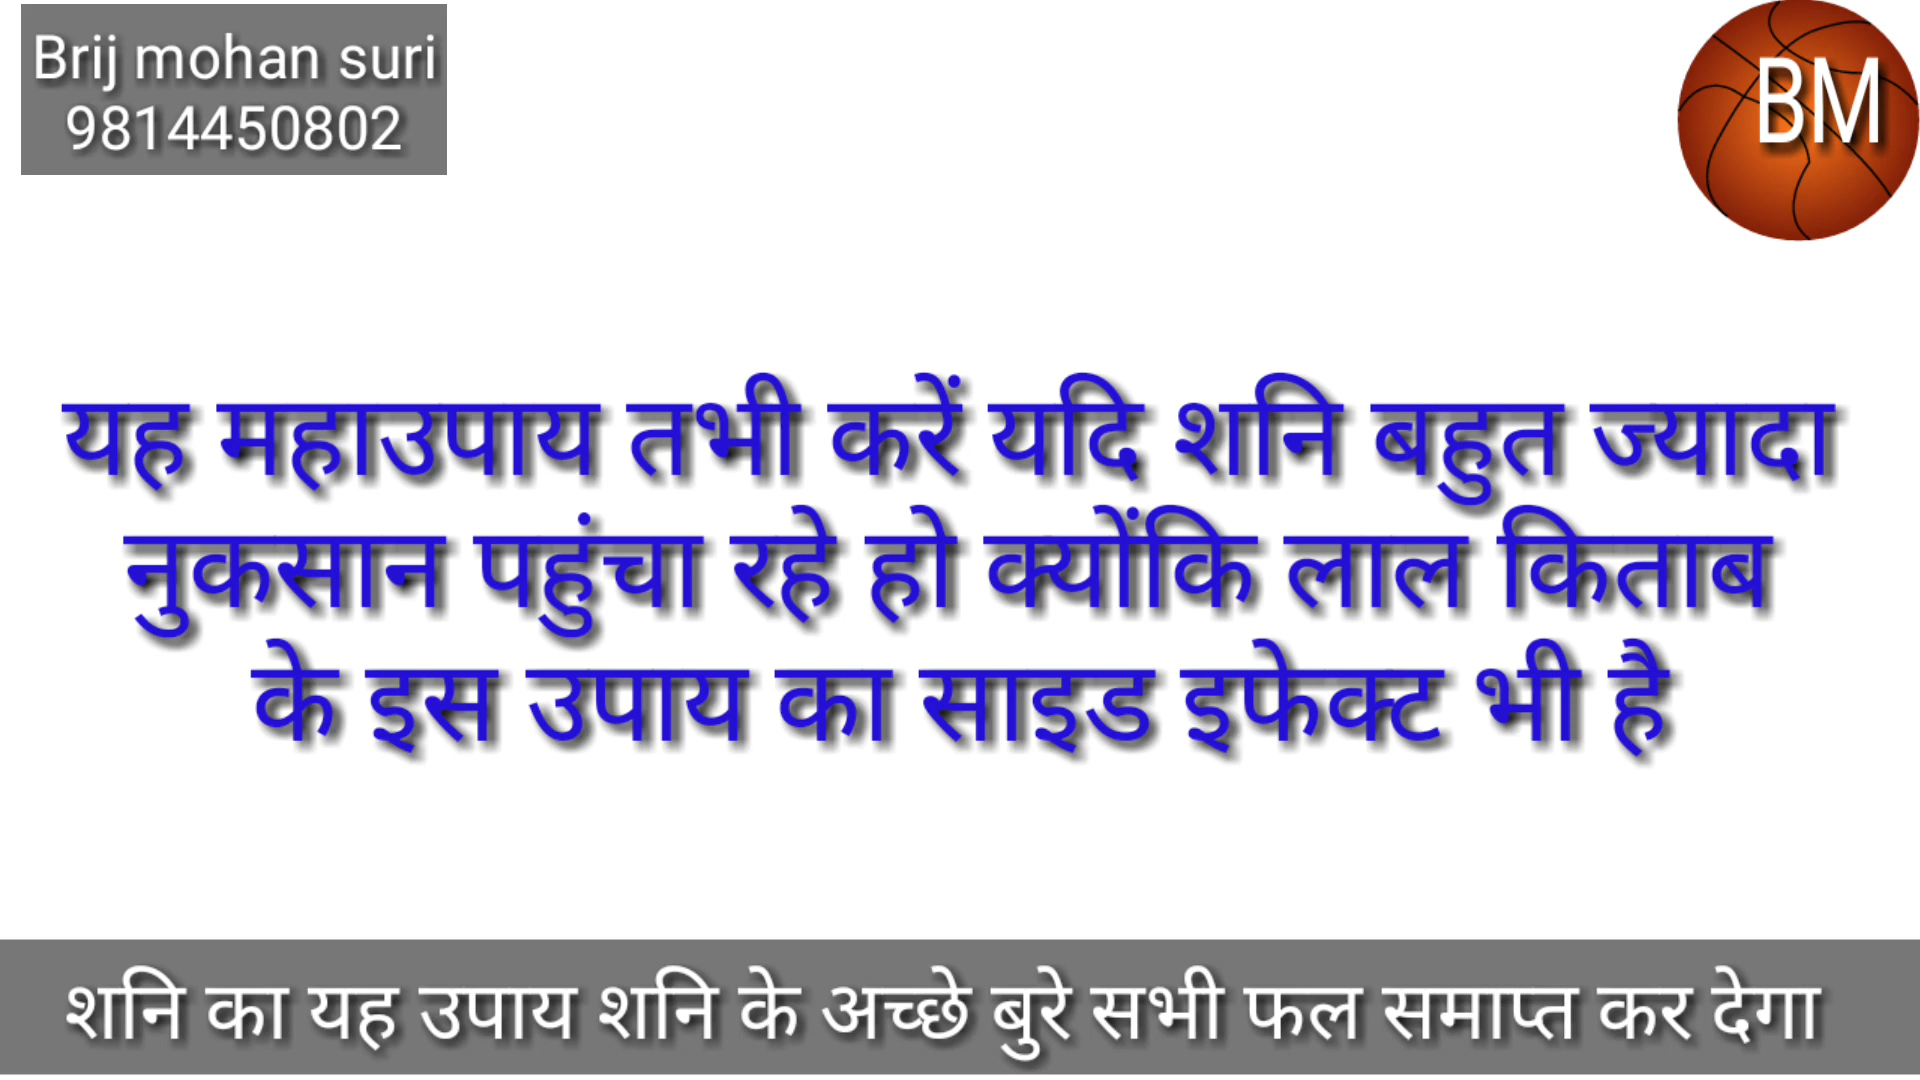 Brij mohan suri
9814450802
BM
यह महाउपाय तभी करें यदि शनि बहुत ज्यादा
नुकसान पहुंचा रहे हो क्योंकि लाल किताब
के इस उपाय का साइड इफेक्ट भी है
शनि का यह उपाय शनि के अच्छे बुरे सभी फल समाप्त कर देगा